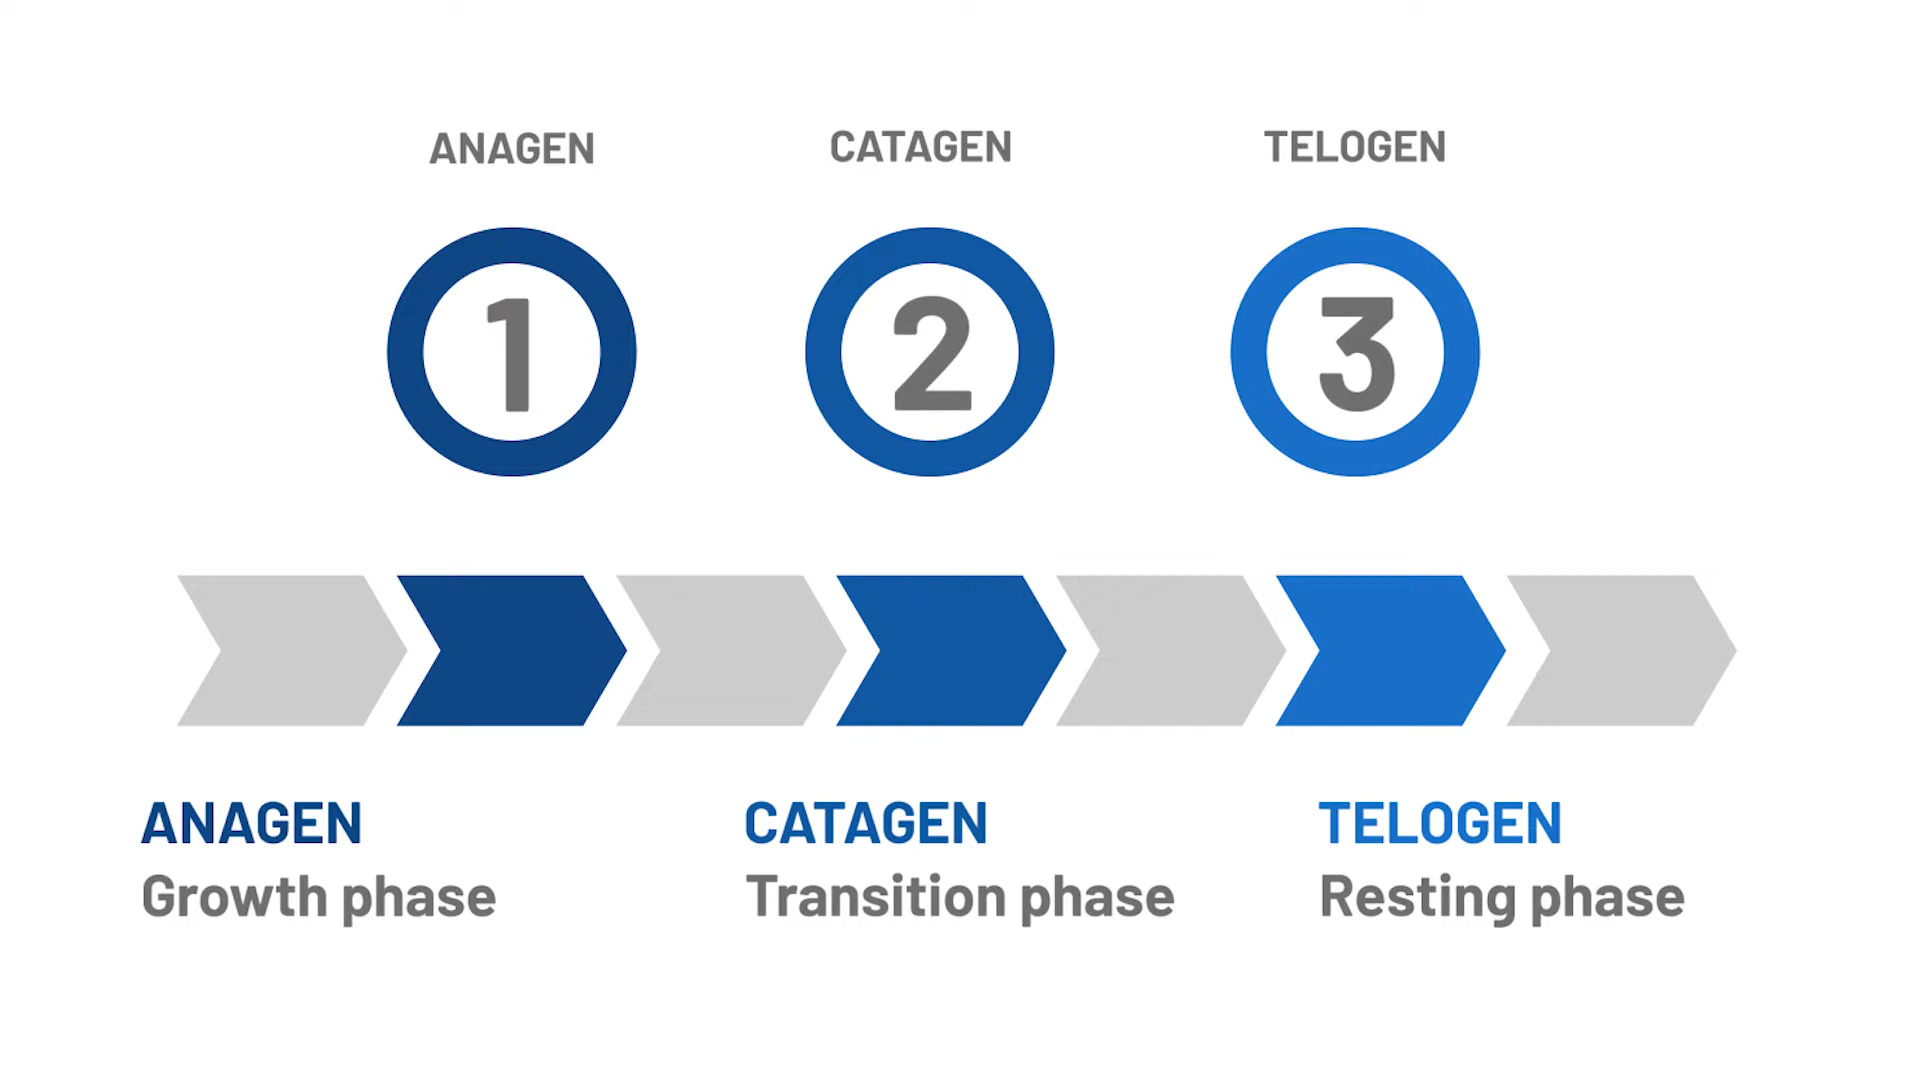 ANAGEN
CATAGEN
TELOGEN
1
2
3
ANAGEN
Growth phase
CATAGEN
Transition phase
TELOGEN
Resting phase